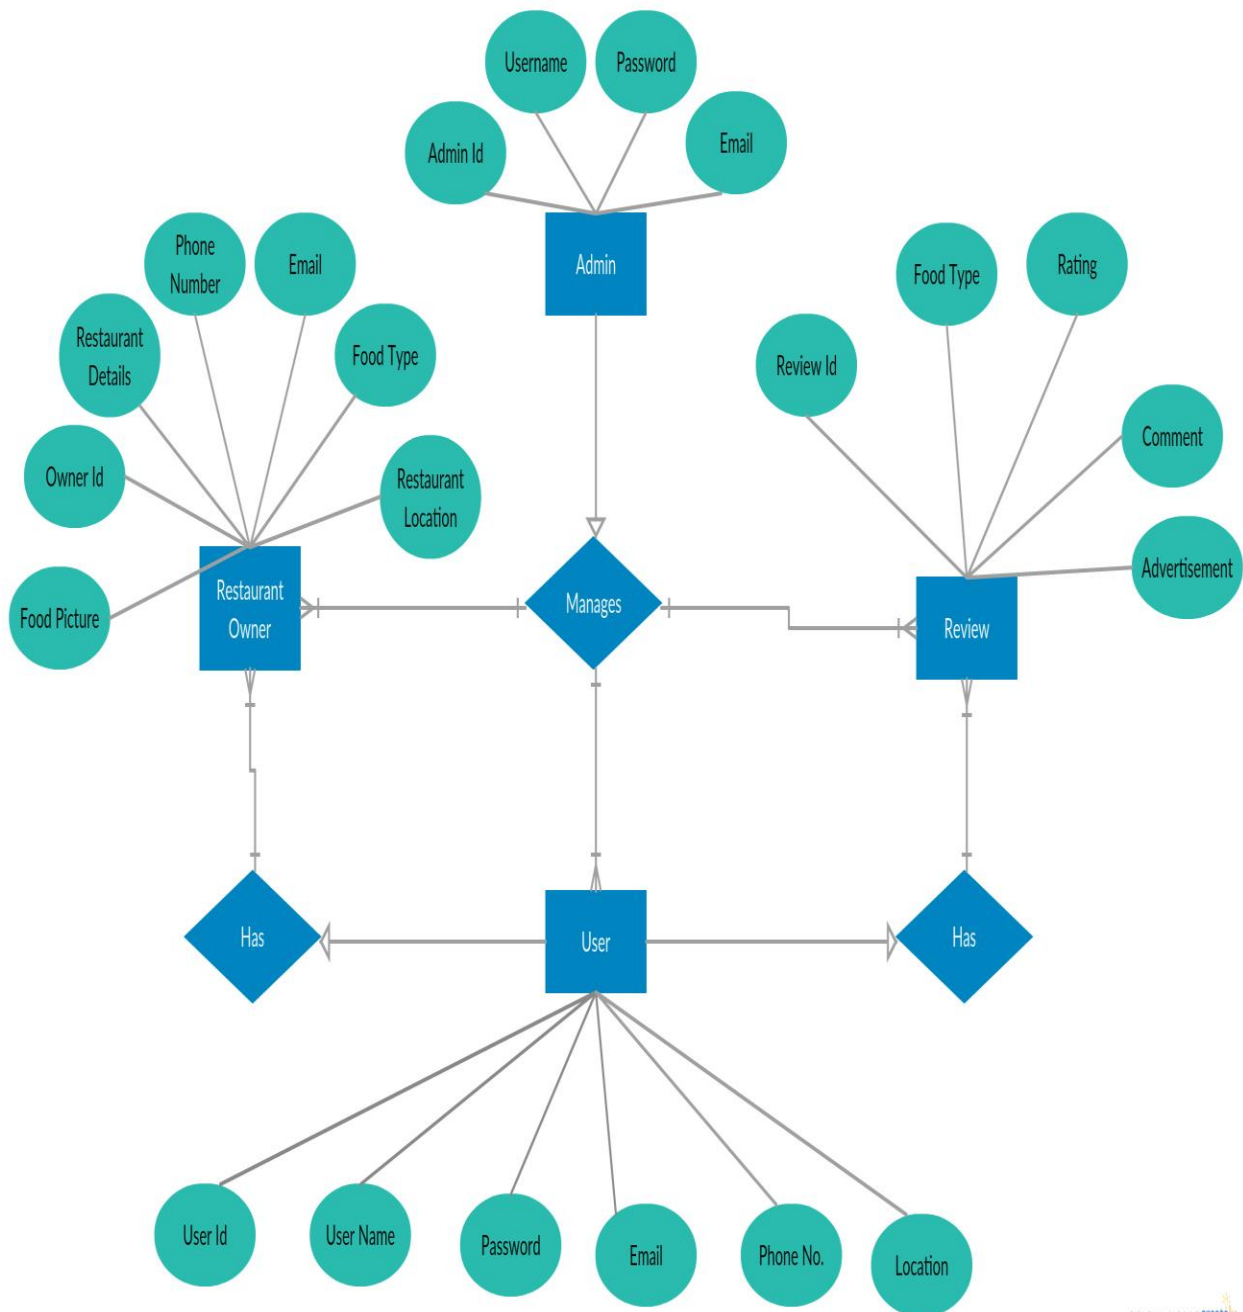 Username
Password
Admin Id
Email
Admin
Phone
Number
Email
Restaurant
Details
Food Type
Owner Id
Restaurant
Location
Food Picture
Restaurant
Owner
Manages
Food Type
Rating
Review Id
Comment
Advertisement
Review
Has
User
Has
User Id
User Name
Password
Email
Phone No.
Location